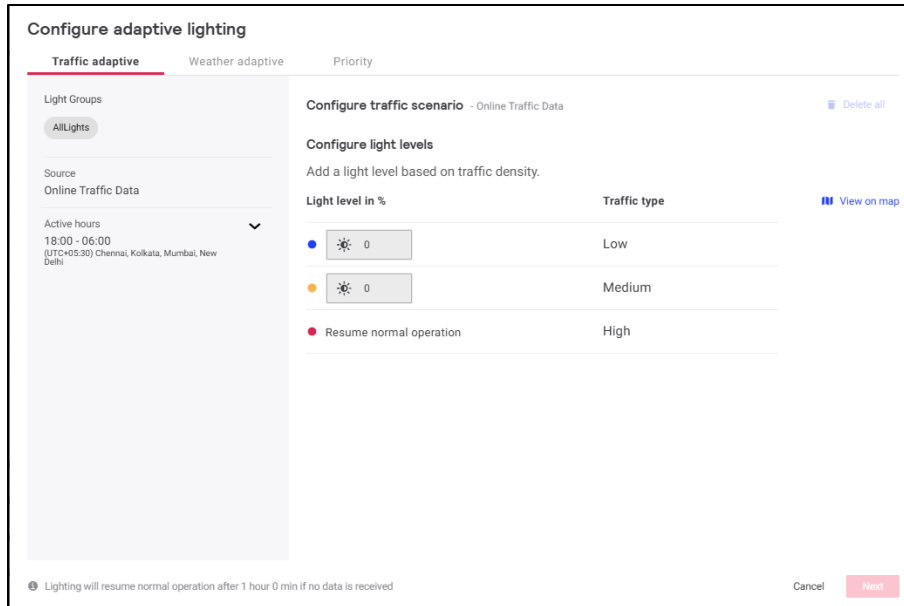 Configure adaptive lighting
Traffic adaptive Weather adaptive Priority
Light Groups
AllLights
Source
Online Traffic Data
Active hours
18:00 - 06:00
(UTC+05:30) Chennai, Kolkata, Mumbai, New
Delhi
Configure traffic scenario - Online Traffic Data
Delete all
Configure light levels
Add a light level based on traffic density.
Light level in % Traffic type View on map
0 Low
0 Medium
Resume normal operation High
Lighting will resume normal operation after 1 hour 0 min if no data is received
Cancel Next